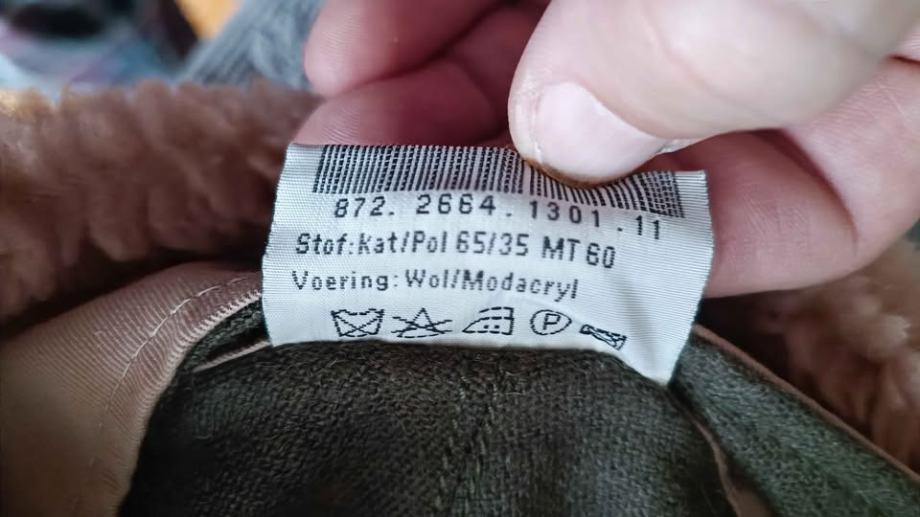 872. 2664. 1301.11
Stof: Kat/Pol 65/35 MT 60
Voering: Wol/Modacryl
P